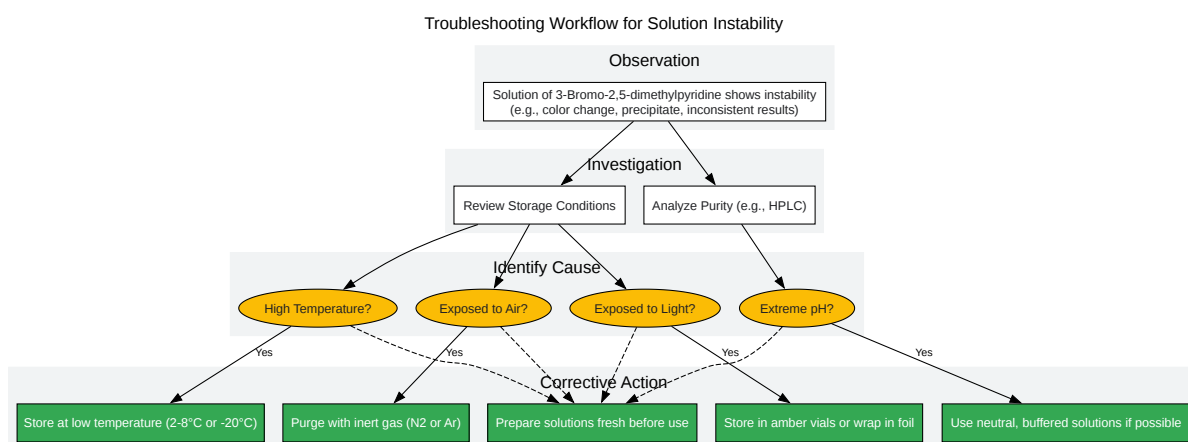 Troubleshooting Workflow for Solution Instability
Observation
Solution of 3-Bromo-2,5-dimethylpyridine shows instability
(e.g., color change, precipitate, inconsistent results)
Investigation
Review Storage Conditions
Analyze Purity (e.g., HPLC)
Identify Cause
High Temperature?
Exposed to Air?
Exposed to Light?
Extreme pH?
Yes
Yes
Yes
Yes
Corrective Action
Store at low temperature (2-8°C or -20°C)
Purge with inert gas (N2 or Ar)
Prepare solutions fresh before use
Store in amber vials or wrap in foil
Use neutral, buffered solutions if possible